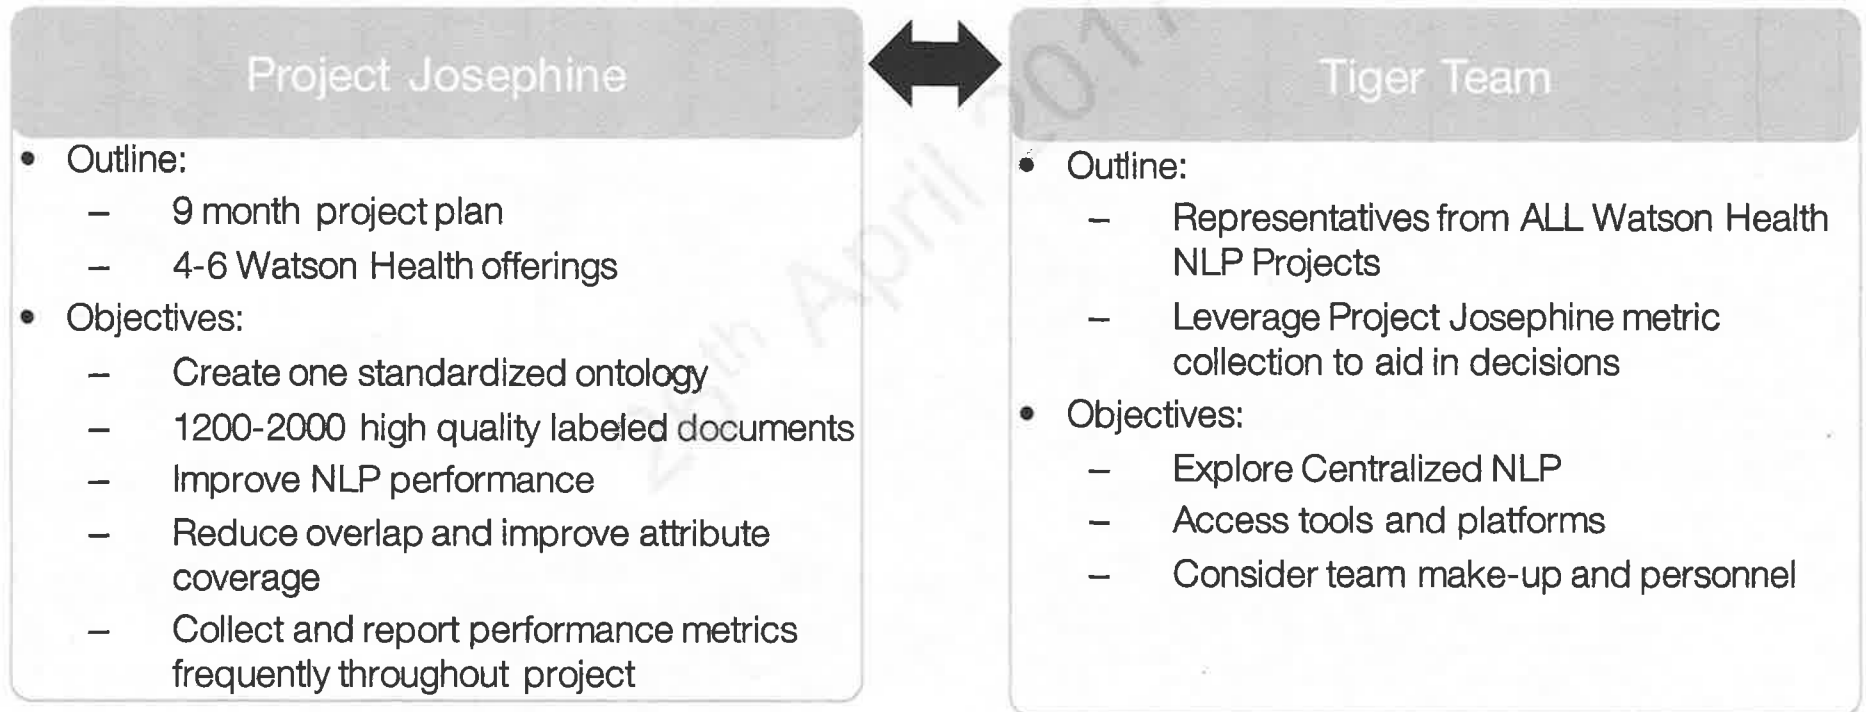 Project Josephine
• Outline:
– 9 month project plan
– 4-6 Watson Health offerings
• Objectives:
– Create one standardized ontology
– 1200-2000 high quality labeled documents
– Improve NLP performance
– Reduce overlap and improve attribute
coverage
– Collect and report performance metrics
frequently throughout project
Tiger Team
• Outline:
– Representatives from ALL Watson Health
NLP Projects
– Leverage Project Josephine metric
collection to aid in decisions
• Objectives:
– Explore Centralized NLP
– Access tools and platforms
– Consider team make-up and personnel
April